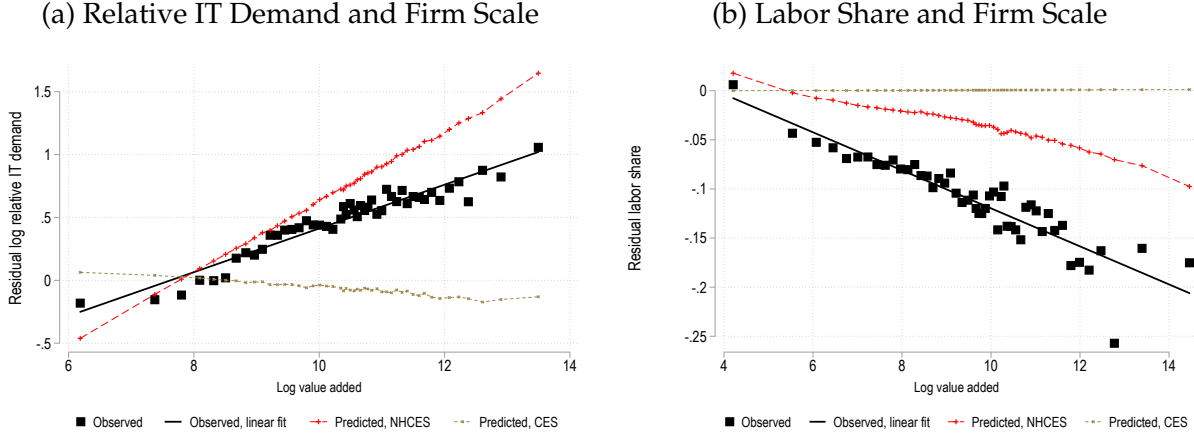 (a) Relative IT Demand and Firm Scale
Residual log relative IT demand
1.5
1
.5
0
-.5
6 8 10 12 14
Log value added
Observed Observed, linear fit Predicted, NHCES Predicted, CES
(b) Labor Share and Firm Scale
Residual labor share
0
-.05
-.1
-.15
-.2
-.25
4 6 8 10 12 14
Log value added
Observed Observed, linear fit Predicted, NHCES Predicted, CES